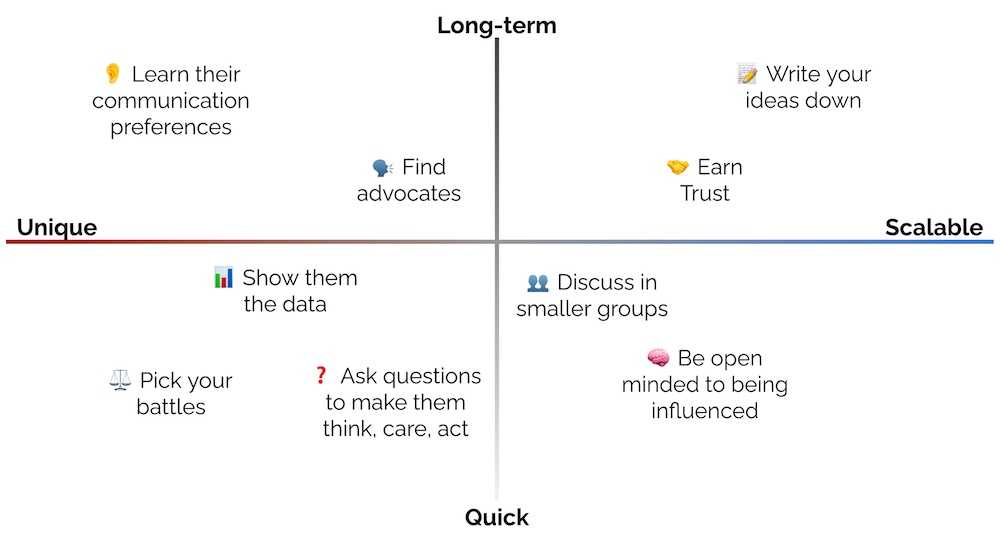 Long-term
👂 Learn their
communication
preferences
📝 Write your
ideas down
🗣️ Find
advocates
🤝 Earn
Trust
Unique
Scalable
📊 Show them
the data
👥 Discuss in
smaller groups
⚖️ Pick your
battles
❓ Ask questions
to make them
think, care, act
🧠 Be open
minded to being
influenced
Quick